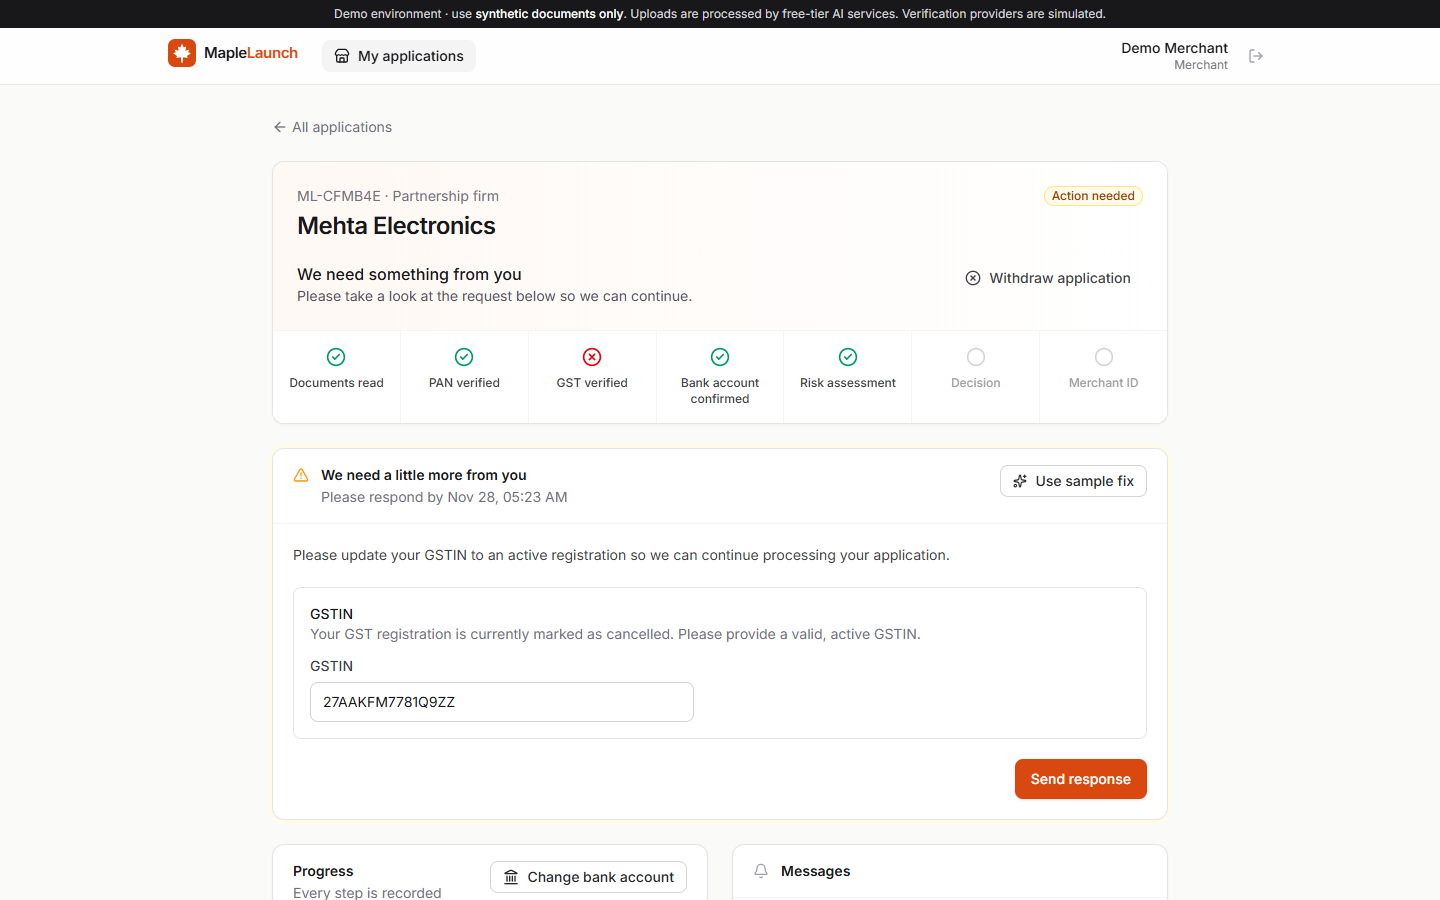 Demo environment · use synthetic documents only. Uploads are processed by free-tier AI services. Verification providers are simulated.
MapleLaunch
My applications
Demo Merchant
Merchant
All applications
ML-CFMB4E · Partnership firm
Action needed
Mehta Electronics
We need something from you
Please take a look at the request below so we can continue.
Withdraw application
Documents read
PAN verified
GST verified
Bank account
confirmed
Risk assessment
Decision
Merchant ID
We need a little more from you
Please respond by Nov 28, 05:23 AM
Use sample fix
Please update your GSTIN to an active registration so we can continue processing your application.
GSTIN
Your GST registration is currently marked as cancelled. Please provide a valid, active GSTIN.
GSTIN
27AAKFM7781Q9ZZ
Send response
Progress
Every step is recorded
Change bank account
Messages